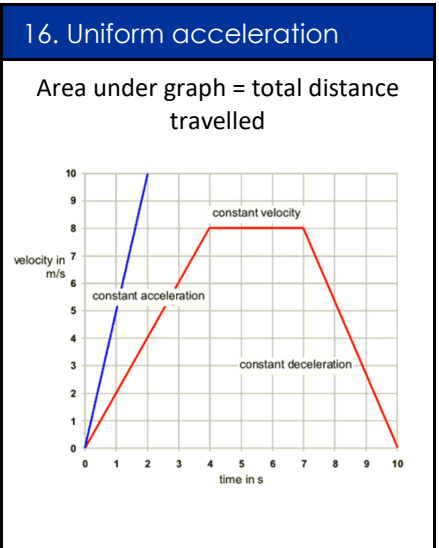 16. Uniform acceleration
Area under graph = total distance
travelled
10
9
constant velocity
8
velocity in 7
m/s
6
constant acceleration
5
4
3
constant deceleration
2
1
0
0 1 2 3 4 5 6 7 8 9 10
time in s